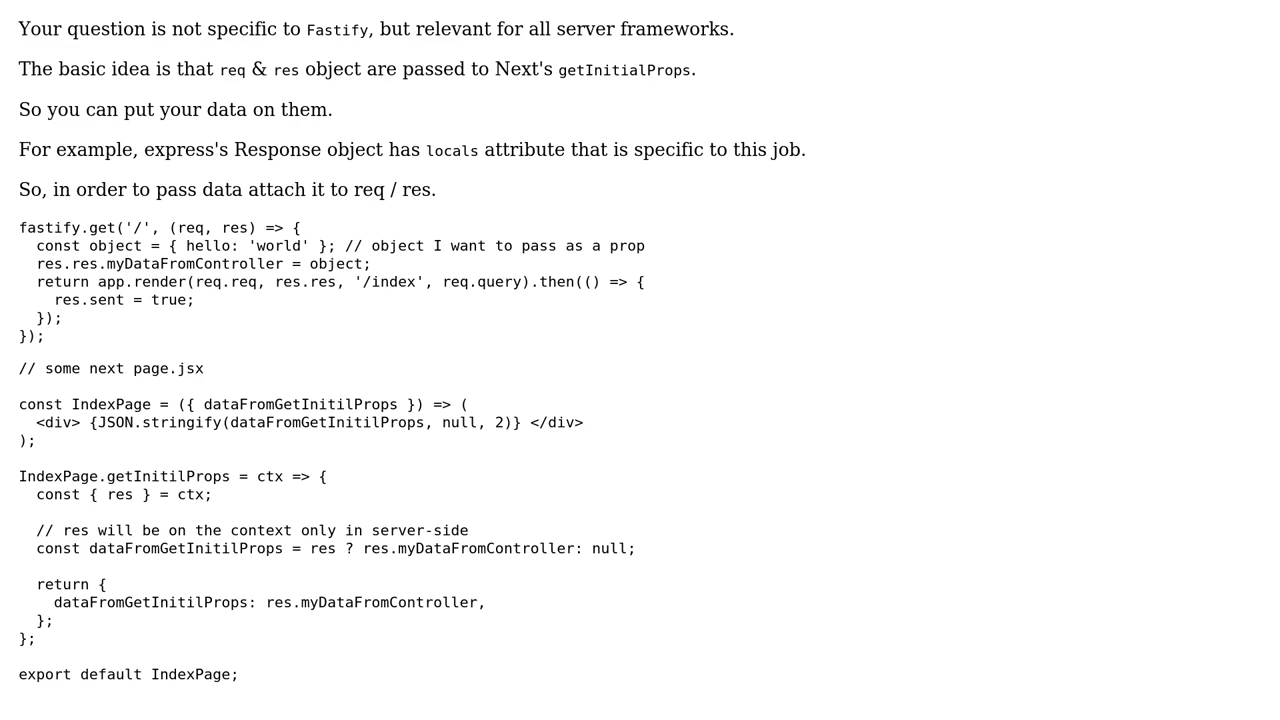 Your question is not specific to Fastify, but relevant for all server frameworks.
The basic idea is that req & res object are passed to Next's getInitialProps.
So you can put your data on them.
For example, express's Response object has locals attribute that is specific to this job.
So, in order to pass data attach it to req / res.
fastify.get('/', (req, res) => {
  const object = { hello: 'world' }; // object I want to pass as a prop
  res.res.myDataFromController = object;
  return app.render(req.req, res.res, '/index', req.query).then(() => {
    res.sent = true;
  });
});
// some next page.jsx
const IndexPage = ({ dataFromGetInitilProps }) => (
  <div> {JSON.stringify(dataFromGetInitilProps, null, 2)} </div>
);
IndexPage.getInitilProps = ctx => {
  const { res } = ctx;
  // res will be on the context only in server-side
  const dataFromGetInitilProps = res ? res.myDataFromController: null;
  return {
    dataFromGetInitilProps: res.myDataFromController,
  };
};
export default IndexPage;